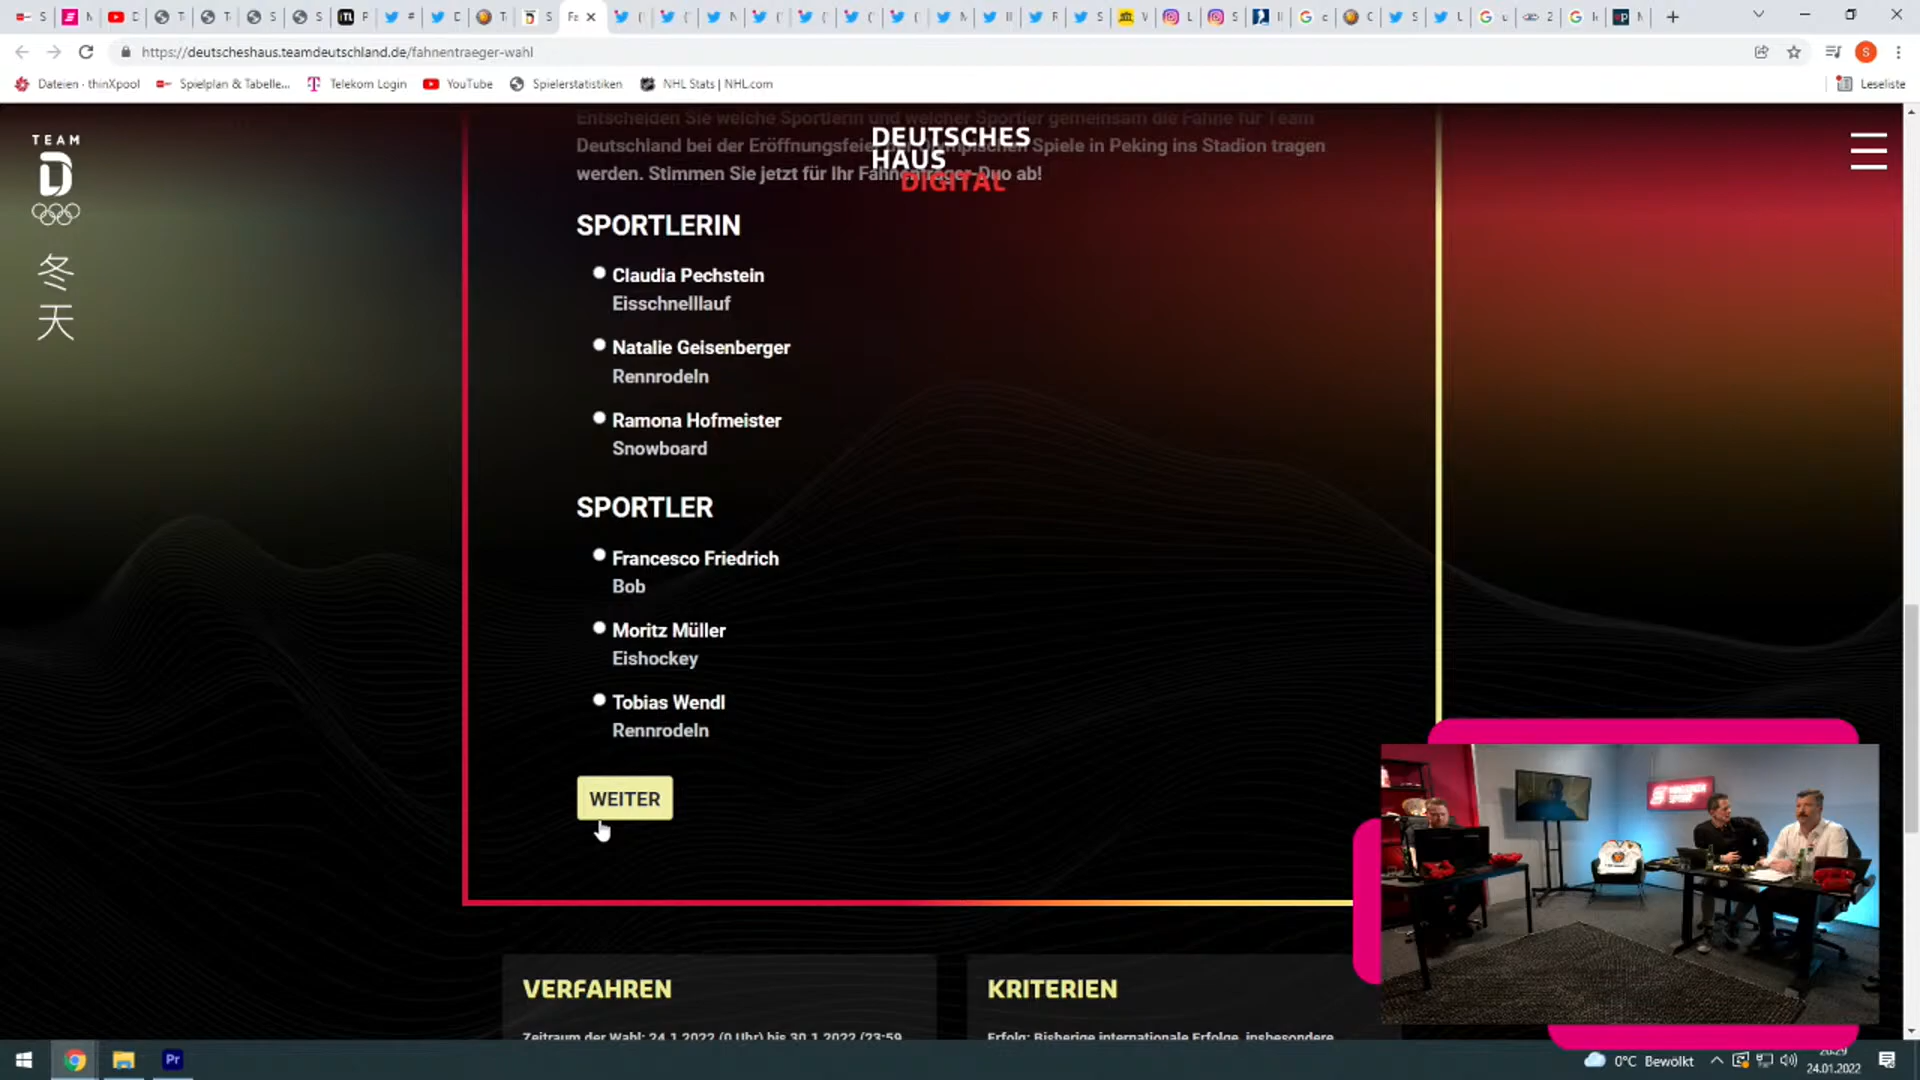 https://deutscheshaus.teamdeutschland.de/fahnentraeger-wahl
Dateien - thinXpool
Spielplan & Tabelle...
Telekom Login
YouTube
Spielerstatistiken
NHL Stats | NHL.com
Leseliste
TEAM
D
冬
天
DEUTSCHES
HAUS
DIGITAL
Entscheiden Sie welche Sportlerin und welcher Sportler gemeinsam die Fahne für Team
Deutschland bei der Eröffnungsfeier Olympischen Spiele in Peking ins Stadion tragen
werden. Stimmen Sie jetzt für Ihr Fahnenträger-Duo ab!
SPORTLERIN
Claudia Pechstein
Eisschnelllauf
Natalie Geisenberger
Rennrodeln
Ramona Hofmeister
Snowboard
SPORTLER
Francesco Friedrich
Bob
Moritz Müller
Eishockey
Tobias Wendl
Rennrodeln
WEITER
VERFAHREN
Zeitraum der Wahl: 24.1.2022 (0 Uhr) bis 30.1.2022 (23:59
KRITERIEN
Erfolg: Bisherige internationale Erfolge, insbesondere
Pr
0°C Bewölkt
24.01.2022